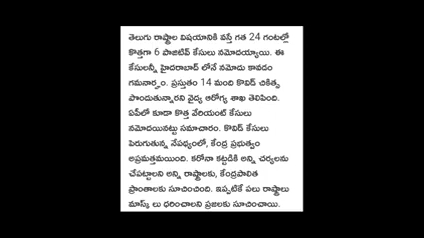 తెలుగు రాష్ట్రాల విషయానికి వస్తే గత 24 గంటల్లో
కొత్తగా 6 పాజిటివ్ కేసులు నమోదయ్యాయి. ఈ
కేసులన్నీ హైదరాబాద్ లోనే నమోదు కావడం
గమనార్హం. ప్రస్తుతం 14 మంది కొవిడ్ చికిత్స
పొందుతున్నారని వైద్య ఆరోగ్య శాఖ తెలిపింది.
ఏపీలో కూడా కొత్త వేరియంట్ కేసులు
నమోదయినట్టు సమాచారం. కొవిడ్ కేసులు
పెరుగుతున్న నేపథ్యంలో, కేంద్ర ప్రభుత్వం
అప్రమత్తమయింది. కరోనా కట్టడికి అన్ని చర్యలను
చేపట్టాలని అన్ని రాష్ట్రాలకు, కేంద్రపాలిత
ప్రాంతాలకు సూచించింది. ఇప్పటికే పలు రాష్ట్రాలు
మాస్క్ లు ధరించాలని ప్రజలకు సూచించాయి.